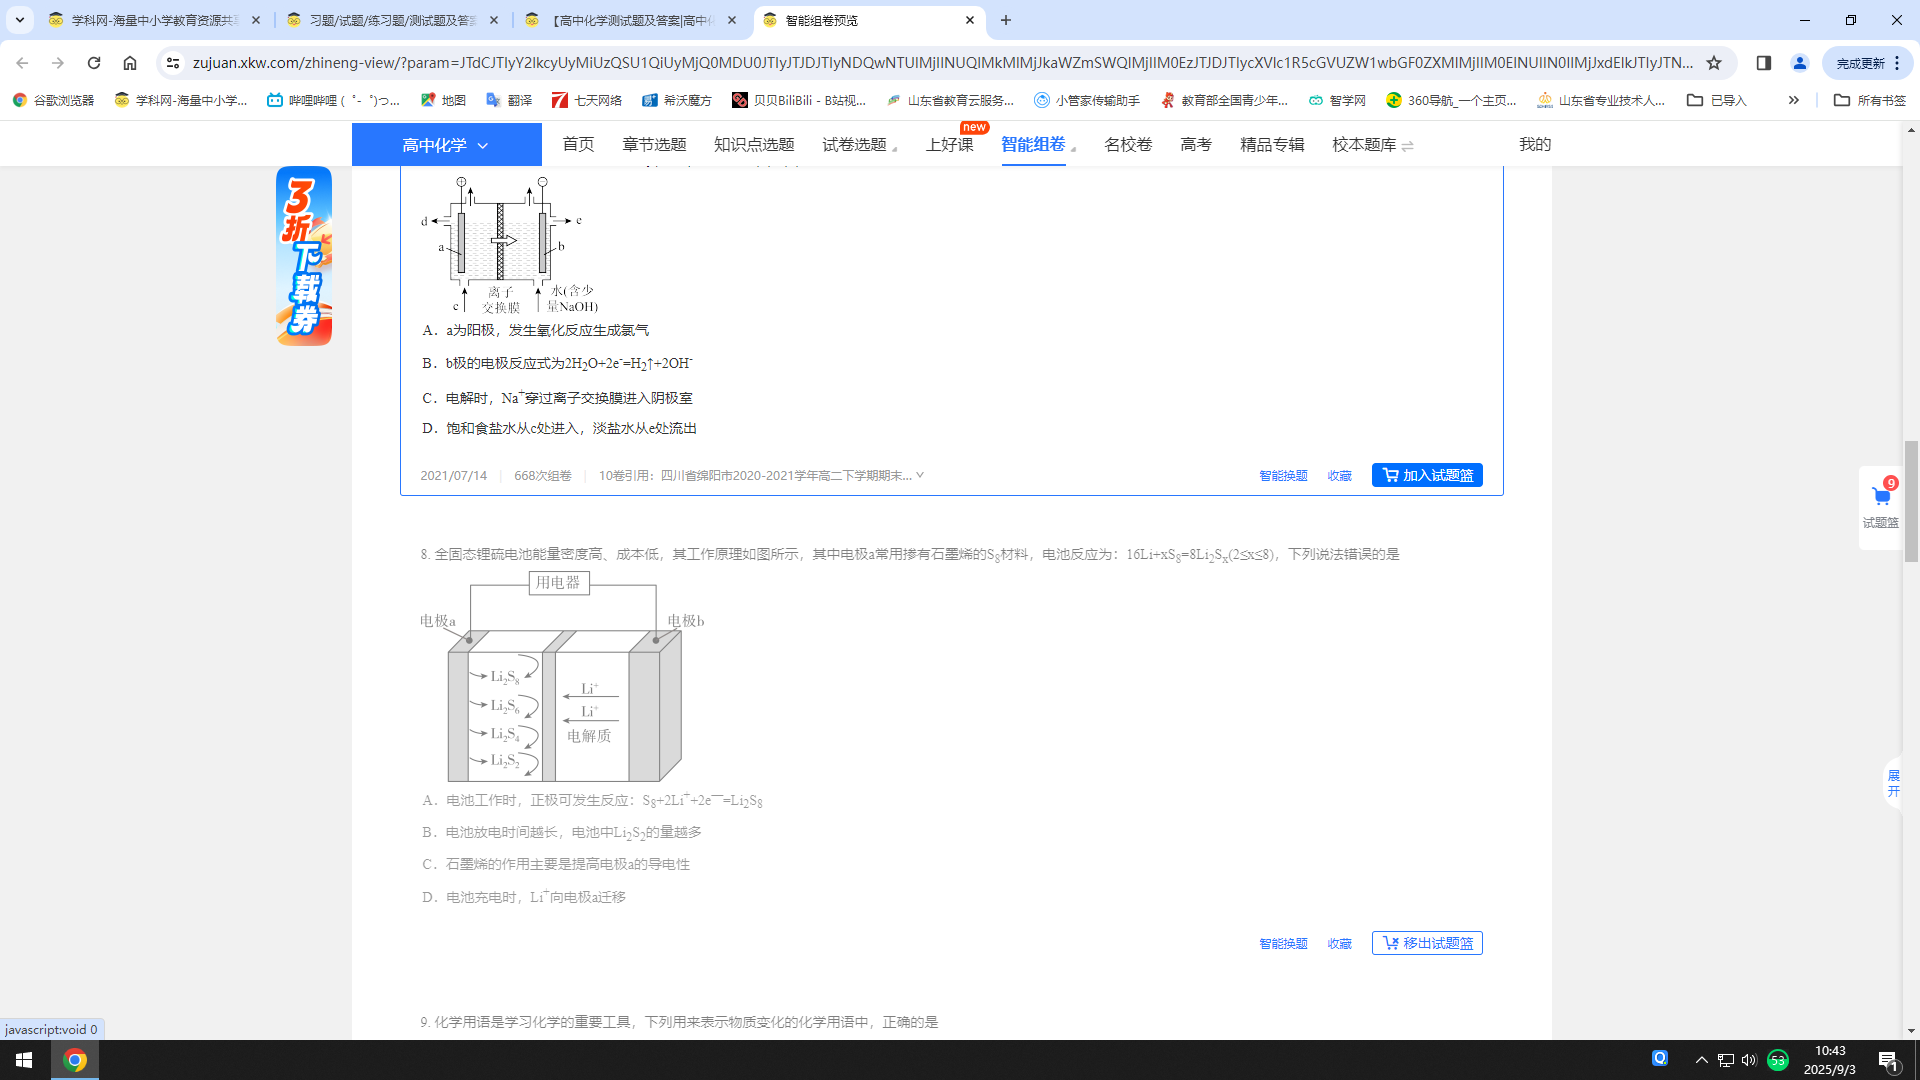 学科网-海量中小学教育资源共享
习题/试题/练习题/测试题及答案
【高中化学测试题及答案|高中化
智能组卷预览
zujuan.xkw.com/zhineng-view/?param=
完成更新
谷歌浏览器
学科网-海量中小学...
哔哩哔哩 ( ゜- ゜)つ...
地图
翻译
七天网络
希沃魔方
贝贝BiliBili - B站视...
山东省教育云服务...
小管家传输助手
教育部全国青少年...
智学网
360导航_一个主页...
山东省专业技术人...
已导入
所有书签
高中化学
首页
章节选题
知识点选题
试卷选题
上好课
new
智能组卷
名校卷
高考
精品专辑
校本题库
我的
3折下载券
d
e
a
b
c
离子
交换膜
水(含少
量NaOH)
A．a为阳极，发生氧化反应生成氯气
B．b极的电极反应式为2H₂O+2e⁻=H₂↑+2OH⁻
C．电解时，Na⁺穿过离子交换膜进入阴极室
D．饱和食盐水从c处进入，淡盐水从e处流出
2021/07/14
668次组卷
10卷引用：四川省绵阳市2020-2021学年高二下学期期末...
智能换题
收藏
加入试题篮
9
试题篮
8. 全固态锂硫电池能量密度高、成本低，其工作原理如图所示，其中电极a常用掺有石墨烯的S₈材料，电池反应为：16Li+xS₈=8Li₂Sₓ(2≤x≤8)，下列说法错误的是
用电器
电极a
电极b
Li₂S₈
Li₂S₆
Li₂S₄
Li₂S₂
Li⁺
Li⁺
电解质
A．电池工作时，正极可发生反应：S₈+2Li⁺+2e⁻=Li₂S₈
B．电池放电时间越长，电池中Li₂S₂的量越多
C．石墨烯的作用主要是提高电极a的导电性
D．电池充电时，Li⁺向电极a迁移
展开
智能换题
收藏
移出试题篮
9. 化学用语是学习化学的重要工具，下列用来表示物质变化的化学用语中，正确的是
javascript:void 0
53
10:43
2025/9/3
1